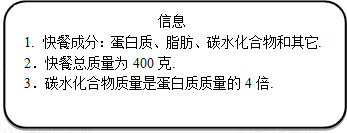 信息
1. 快餐成分：蛋白质、脂肪、碳水化合物和其它.
2．快餐总质量为 400 克.
3．碳水化合物质量是蛋白质质量的 4 倍.